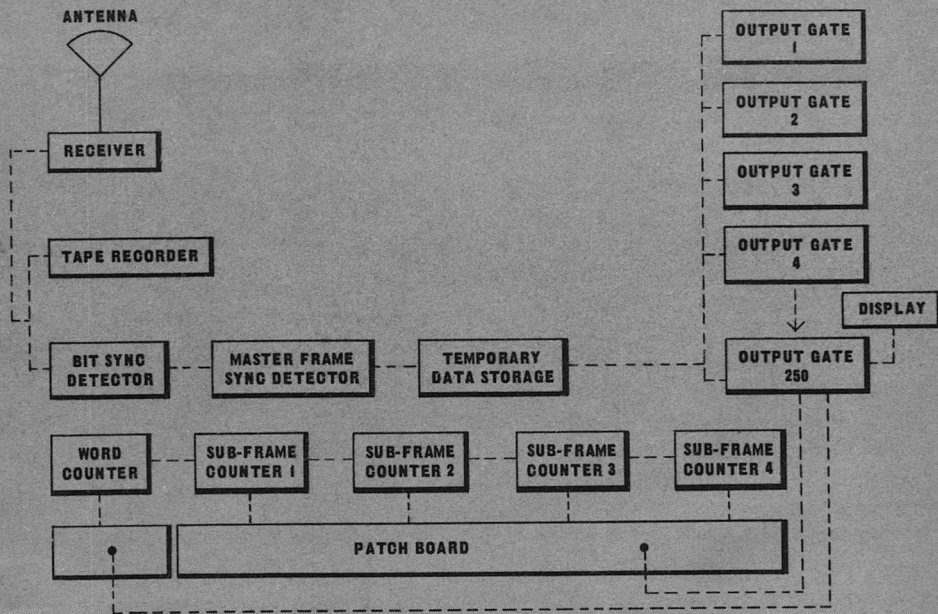 ANTENNA
RECEIVER
TAPE RECORDER
BIT SYNC
DETECTOR
MASTER FRAME
SYNC DETECTOR
TEMPORARY
DATA STORAGE
OUTPUT GATE
1
OUTPUT GATE
2
OUTPUT GATE
3
OUTPUT GATE
4
DISPLAY
OUTPUT GATE
250
WORD
COUNTER
SUB-FRAME
COUNTER 1
SUB-FRAME
COUNTER 2
SUB-FRAME
COUNTER 3
SUB-FRAME
COUNTER 4
PATCH BOARD